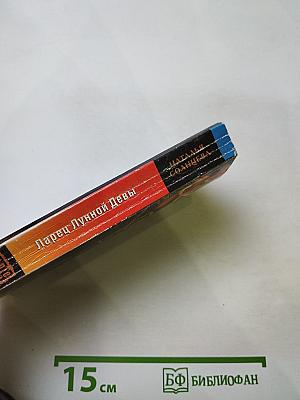 НАТАЛЬЯ
СОЛНЦЕВА
Ларец Лунной Девы
15 см
БФ БИБЛИОФАН